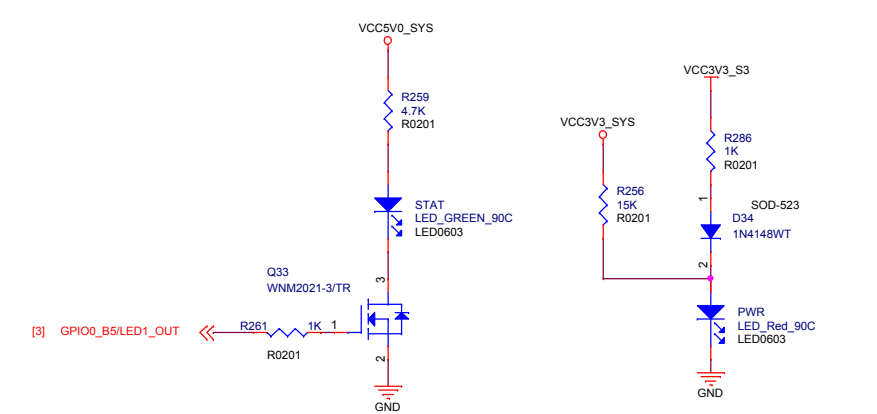 VCC5V0_SYS
R259
4.7K
R0201
STAT
LED_GREEN_90C
LED0603
Q33
WNM2021-3/TR
3
[3] GPIO0_B5/LED1_OUT
R261
1K
1
R0201
2
GND
VCC3V3_SYS
R256
15K
R0201
VCC3V3_S3
R286
1K
R0201
1
SOD-523
D34
1N4148WT
2
PWR
LED_Red_90C
LED0603
GND